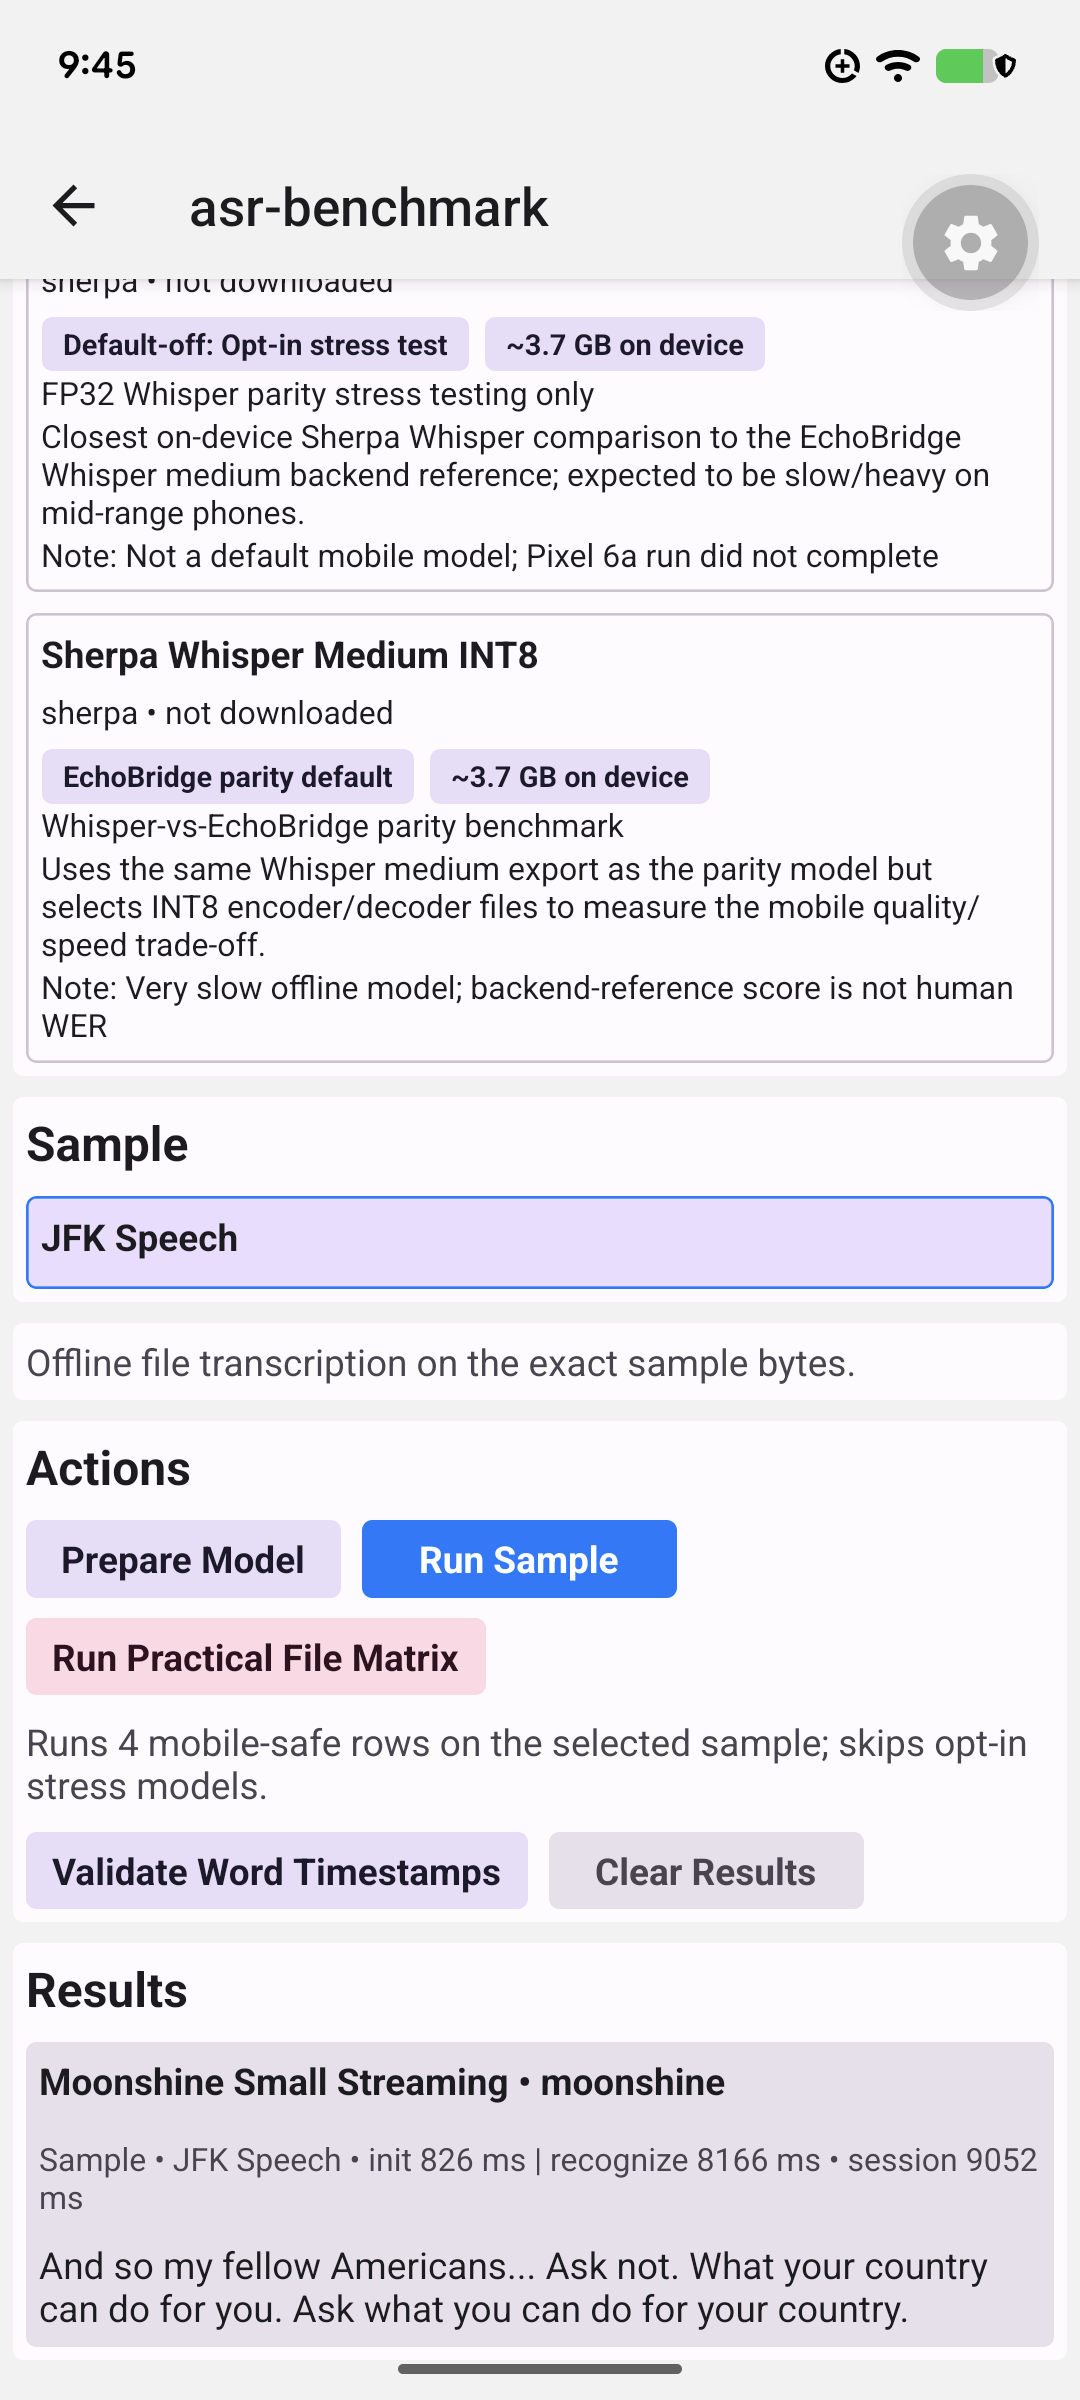 9:45
asr-benchmark
sherpa • not downloaded
Default-off: Opt-in stress test
~3.7 GB on device
FP32 Whisper parity stress testing only
Closest on-device Sherpa Whisper comparison to the EchoBridge
Whisper medium backend reference; expected to be slow/heavy on
mid-range phones.
Note: Not a default mobile model; Pixel 6a run did not complete
Sherpa Whisper Medium INT8
sherpa • not downloaded
EchoBridge parity default
~3.7 GB on device
Whisper-vs-EchoBridge parity benchmark
Uses the same Whisper medium export as the parity model but
selects INT8 encoder/decoder files to measure the mobile quality/
speed trade-off.
Note: Very slow offline model; backend-reference score is not human
WER
Sample
JFK Speech
Offline file transcription on the exact sample bytes.
Actions
Prepare Model
Run Sample
Run Practical File Matrix
Runs 4 mobile-safe rows on the selected sample; skips opt-in
stress models.
Validate Word Timestamps
Clear Results
Results
Moonshine Small Streaming • moonshine
Sample • JFK Speech • init 826 ms | recognize 8166 ms • session 9052
ms
And so my fellow Americans... Ask not. What your country
can do for you. Ask what you can do for your country.